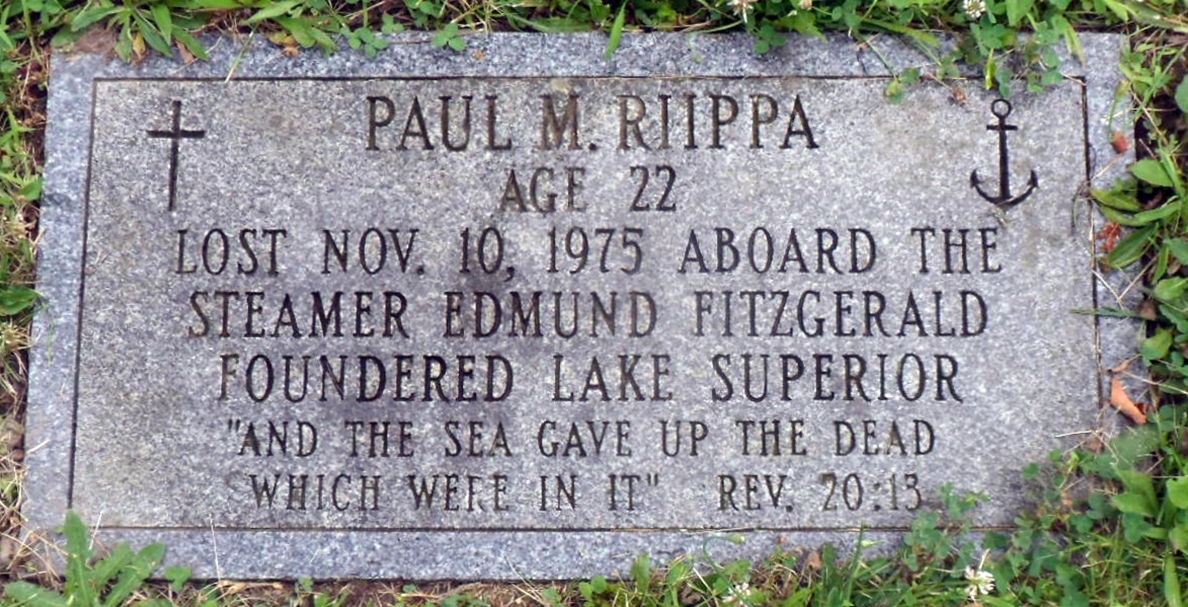 PAUL M. RIIPPA
AGE 22
LOST NOV. 10, 1975 ABOARD THE
STEAMER EDMUND FITZGERALD
FOUNDERED LAKE SUPERIOR
"AND THE SEA GAVE UP THE DEAD
WHICH WERE IN IT" REV. 20:13